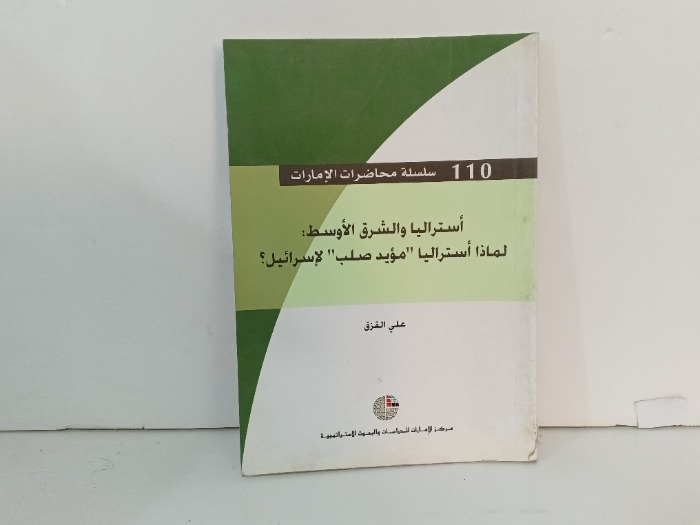 110 سلسلة محاضرات الإمارات
أستراليا والشرق الأوسط:
لماذا أستراليا "مؤيد صلب" لإسرائيل؟
علي القزق
مركز الإمارات للدراسات والبحوث الاستراتيجية